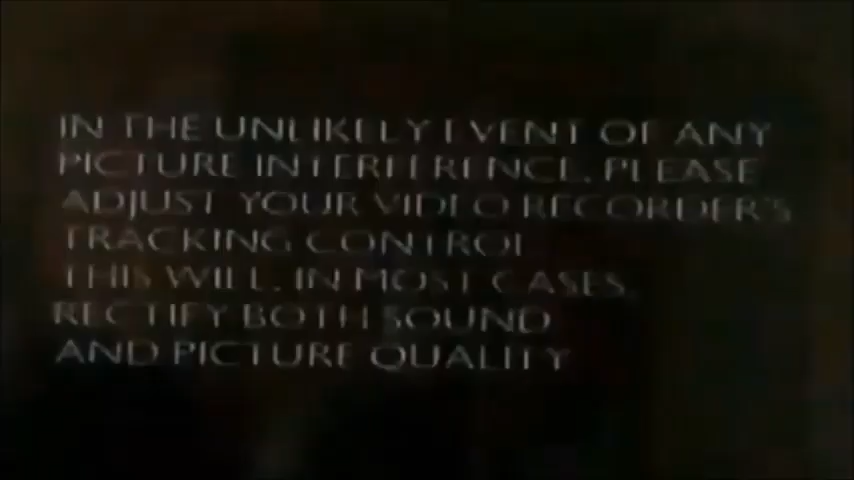 IN THE UNLIKELY EVENT OF ANY
PICTURE INTERFERENCE, PLEASE
ADJUST YOUR VIDEO RECORDER'S
TRACKING CONTROL
THIS WILL, IN MOST CASES,
RECTIFY BOTH SOUND
AND PICTURE QUALITY